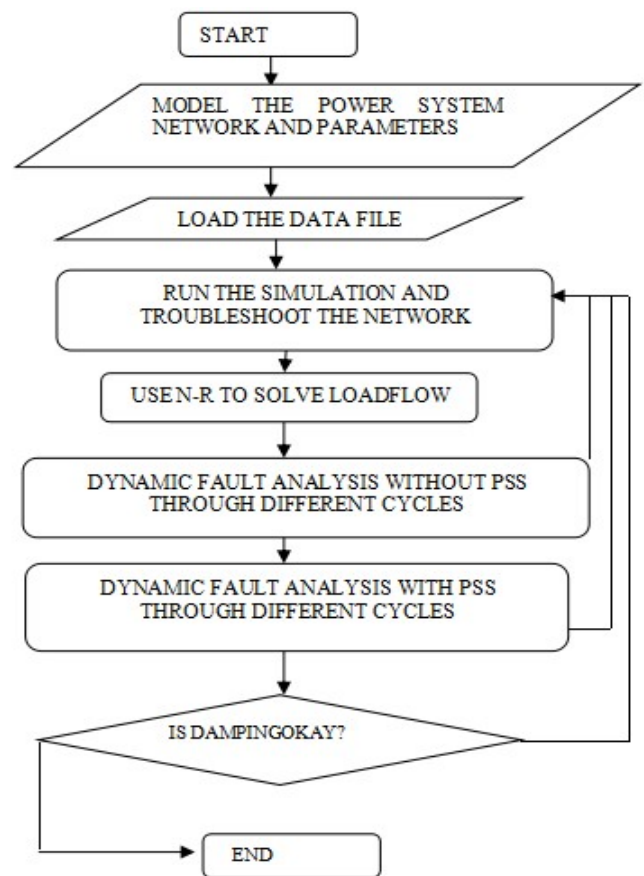 START
MODEL THE POWER SYSTEM
NETWORK AND PARAMETERS
LOAD THE DATA FILE
RUN THE SIMULATION AND
TROUBLESHOOT THE NETWORK
USE N-R TO SOLVE LOADFLOW
DYNAMIC FAULT ANALYSIS WITHOUT PSS
THROUGH DIFFERENT CYCLES
DYNAMIC FAULT ANALYSIS WITH PSS
THROUGH DIFFERENT CYCLES
IS DAMPINGOKAY?
END